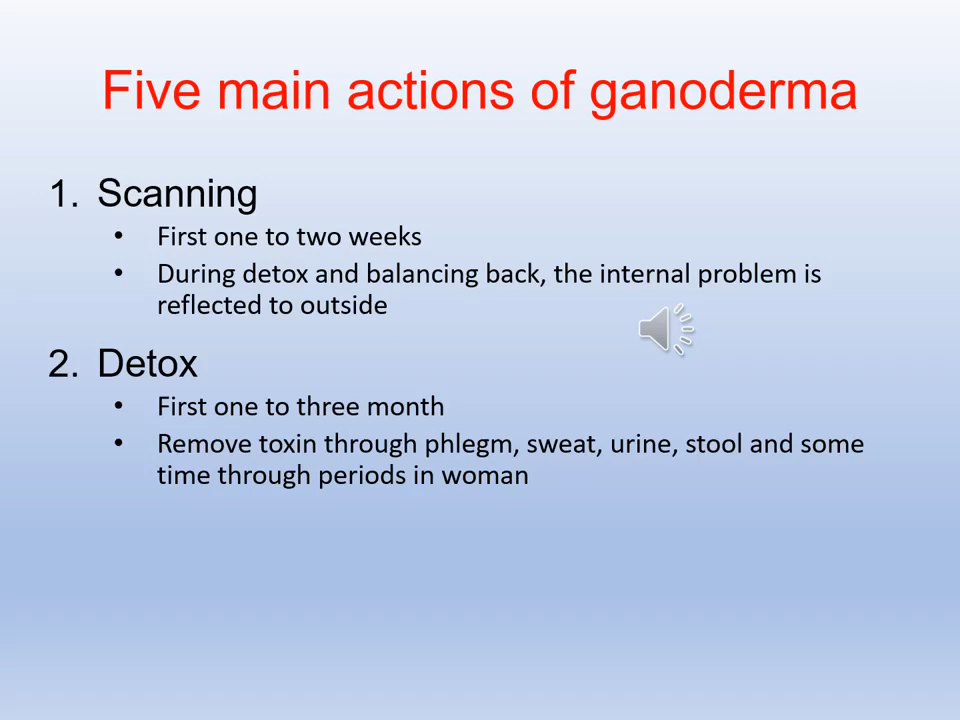 Five main actions of ganoderma
1. Scanning
• First one to two weeks
• During detox and balancing back, the internal problem is
reflected to outside
2. Detox
• First one to three month
• Remove toxin through phlegm, sweat, urine, stool and some
time through periods in woman